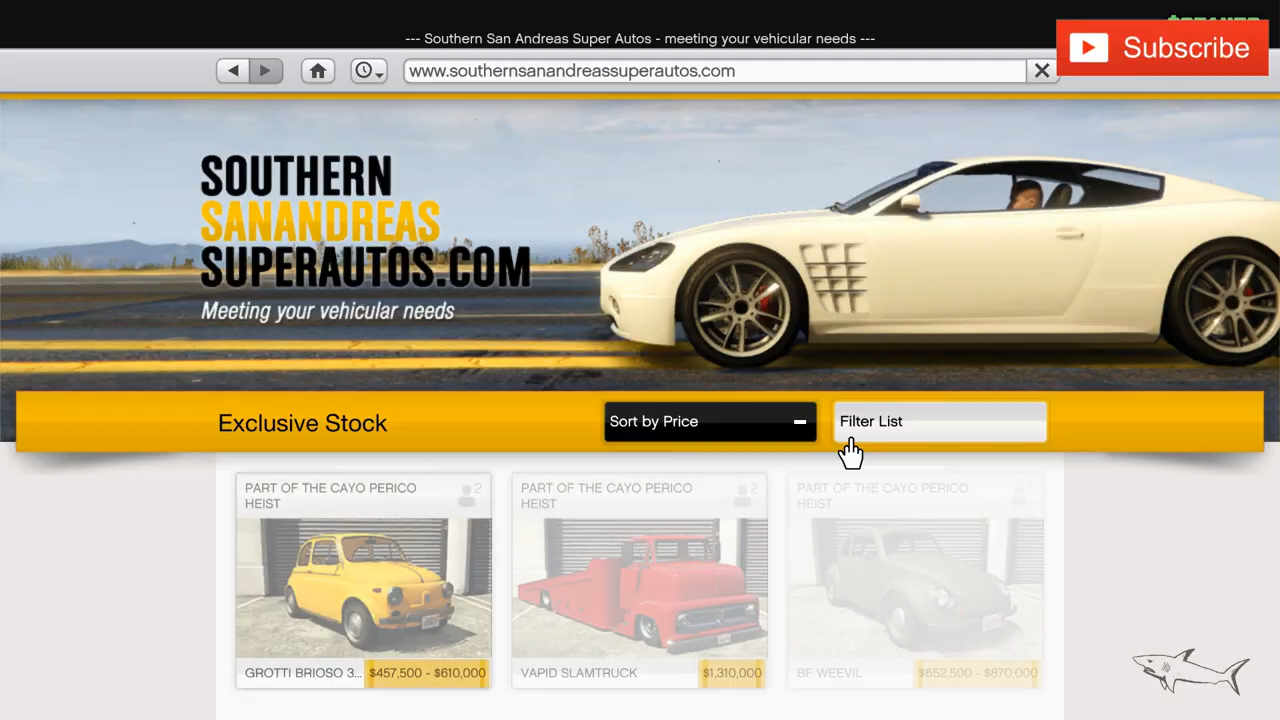 --- Southern San Andreas Super Autos - meeting your vehicular needs ---
Subscribe
www.southernsanandreassuperautos.com
SOUTHERN
SANANDREAS
SUPERAUTOS.COM
Meeting your vehicular needs
Exclusive Stock
Sort by Price
Filter List
PART OF THE CAYO PERICO
HEIST
2
GROTTI BRIOSO 3... $457,500 - $610,000
PART OF THE CAYO PERICO
HEIST
2
VAPID SLAMTRUCK $1,310,000
PART OF THE CAYO PERICO
HEIST
BF WEEVIL $652,500 - $870,000